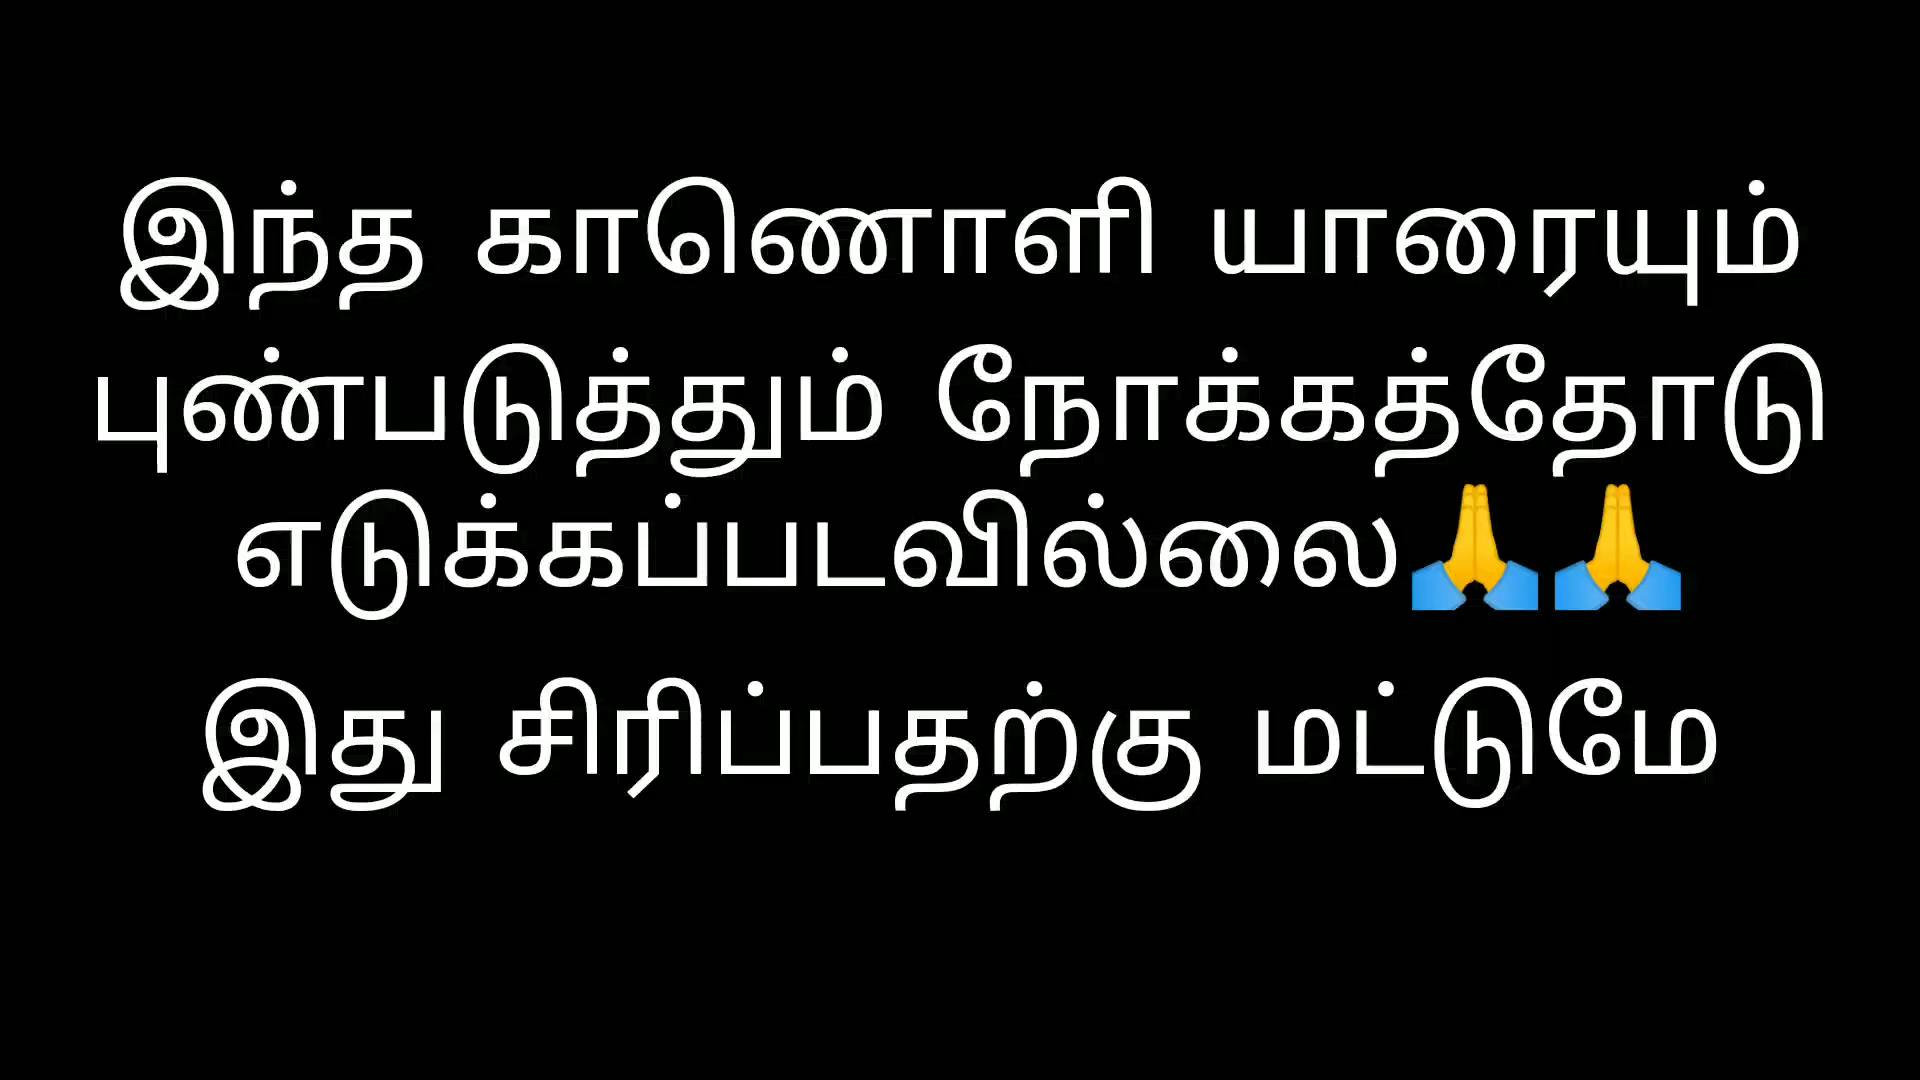 இந்த காணொளி யாரையும்
புண்படுத்தும் நோக்கத்தோடு
எடுக்கப்படவில்லை🙏🙏
இது சிரிப்பதற்கு மட்டுமே